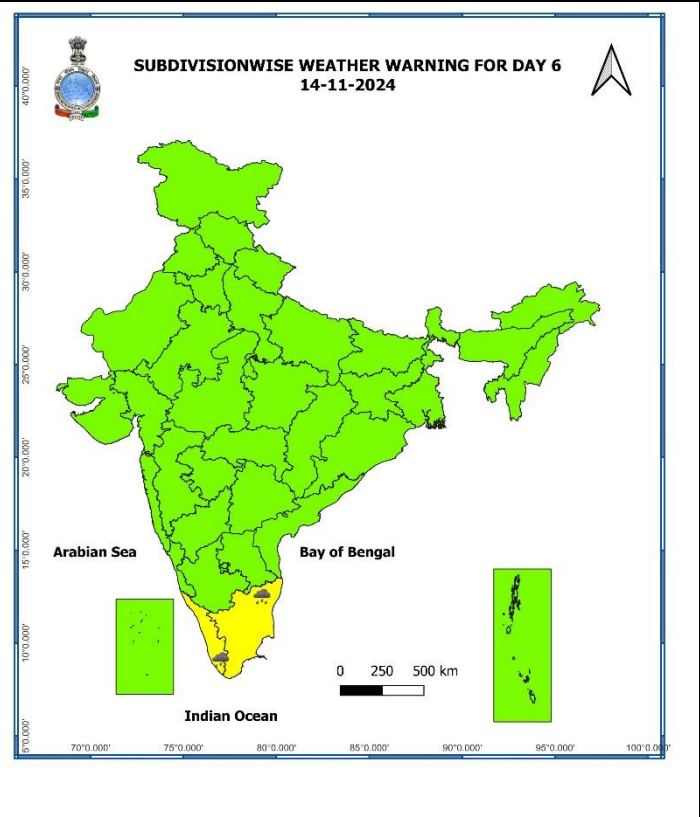 SUBDIVISIONWISE WEATHER WARNING FOR DAY 6
14-11-2024
40°0.000'
35°0.000'
30°0.000'
25°0.000'
20°0.000'
15°0.000'
10°0.000'
5°0.000'
Arabian Sea
Bay of Bengal
0 250 500 km
Indian Ocean
70°0.000' 75°0.000' 80°0.000' 85°0.000' 90°0.000' 95°0.000' 100°0.000'